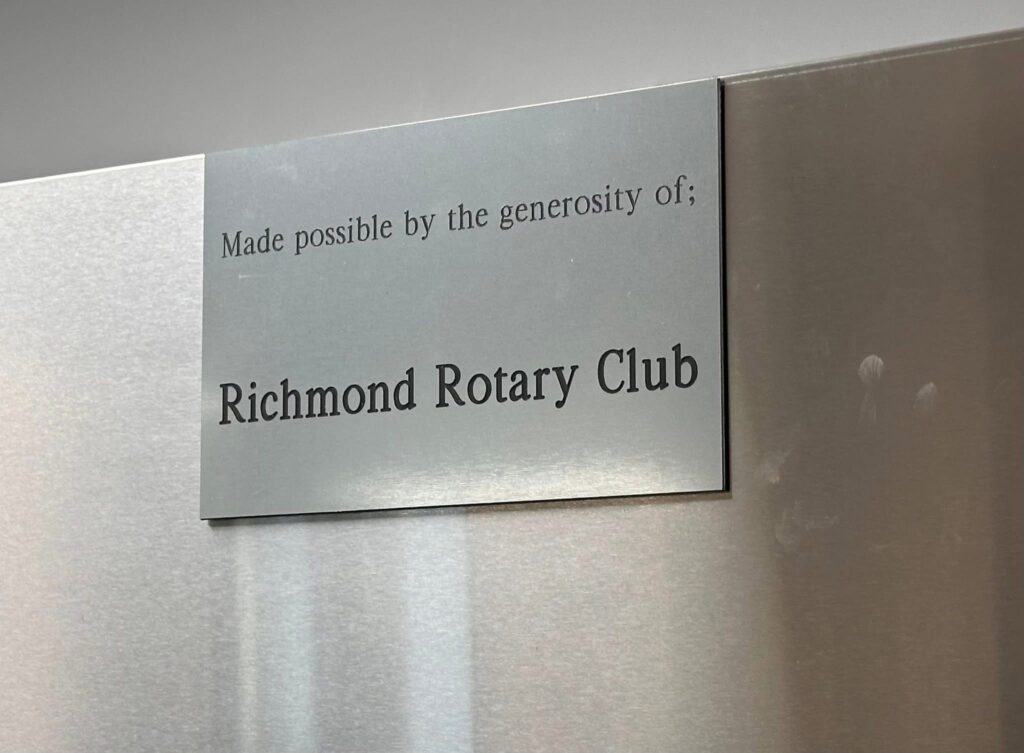 Made possible by the generosity of;
Richmond Rotary Club